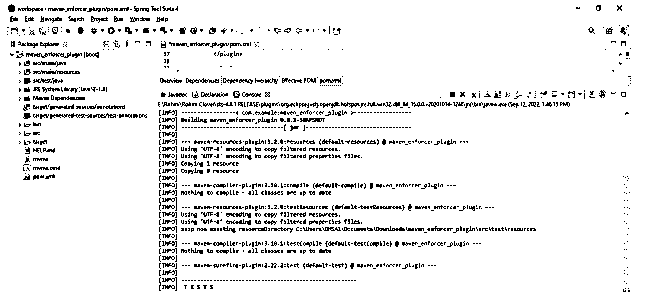 workspace - maven_enforcer_plugin/pom.xml - Spring Tool Suite 4
File Edit Navigate Search Project Run Window Help
Package Explorer
*maven_enforcer_plugin/pom.xml
maven_enforcer_plugin [boot]
src/main/java
src/main/resources
src/test/java
JRE System Library [JavaSE-1.8]
Maven Dependencies
target/generated-sources/annotations
target/generated-test-sources/test-annotations
bin
src
target
HELP.md
mvnw
mvnw.cmd
pom.xml
37 </plugin>
38
Overview Dependencies Dependency Hierarchy Effective POM pom.xml
Javadoc Declaration Console
[INFO] com.example:maven_enforcer_plugin
[INFO] Building maven_enforcer_plugin 0.0.1-SNAPSHOT
[INFO] [ jar ]
[INFO]
[INFO] --- maven-resources-plugin:3.2.0:resources (default-resources) @ maven_enforcer_plugin ---
[INFO] Using 'UTF-8' encoding to copy filtered resources.
[INFO] Using 'UTF-8' encoding to copy filtered properties files.
[INFO] Copying 1 resource
[INFO] Copying 0 resource
[INFO]
[INFO] --- maven-compiler-plugin:3.10.1:compile (default-compile) @ maven_enforcer_plugin ---
[INFO] Nothing to compile - all classes are up to date
[INFO]
[INFO] --- maven-resources-plugin:3.2.0:testResources (default-testResources) @ maven_enforcer_plugin ---
[INFO] Using 'UTF-8' encoding to copy filtered resources.
[INFO] Using 'UTF-8' encoding to copy filtered properties files.
[INFO] skip non existing resourceDirectory C:\Users\OMSAI\Documents\Downloads\maven_enforcer_plugin\src\test\resources
[INFO]
[INFO] --- maven-compiler-plugin:3.10.1:testCompile (default-testCompile) @ maven_enforcer_plugin ---
[INFO] Nothing to compile - all classes are up to date
[INFO]
[INFO] --- maven-surefire-plugin:2.22.2:test (default-test) @ maven_enforcer_plugin ---
[INFO]
[INFO] -------------------------------------------------------
[INFO] T E S T S